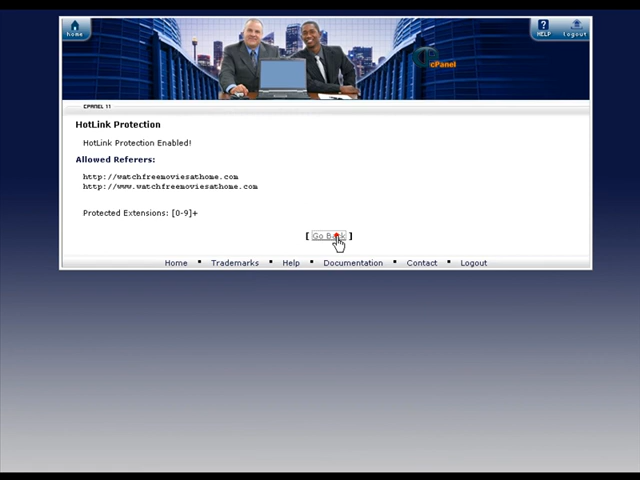 home
HELP
logout
cPanel
CPANEL 11
HotLink Protection
HotLink Protection Enabled!
Allowed Referers:
http://watchfreemoviesathome.com
http://www.watchfreemoviesathome.com
Protected Extensions: [0-9]+
[ Go Back ]
Home ▪ Trademarks ▪ Help ▪ Documentation ▪ Contact ▪ Logout